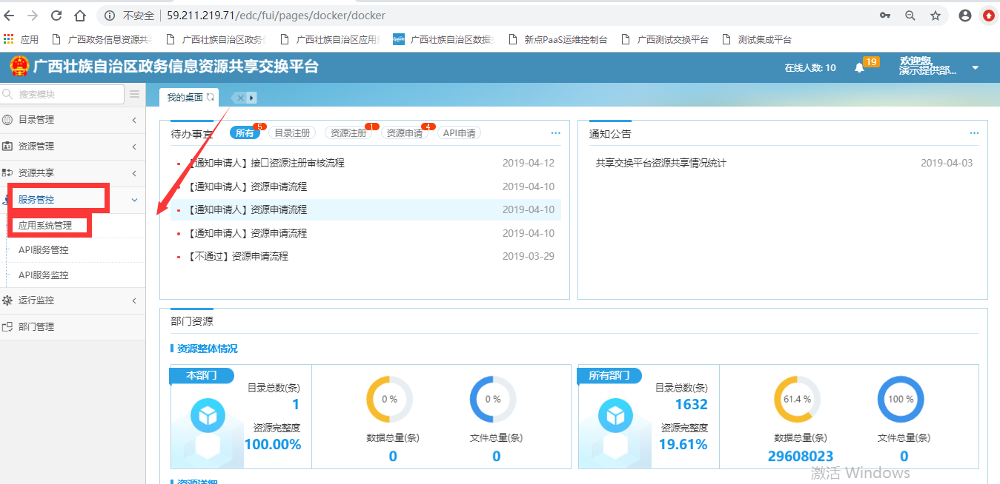 不安全 59.211.219.71/edc/fui/pages/docker/docker
应用 广西政务信息资源共 广西壮族自治区政务 广西壮族自治区应用 广西壮族自治区数据 新点PaaS运维控制台 广西测试交换平台 测试集成平台
广西壮族自治区政务信息资源共享交换平台
在线人数: 10
19
欢迎您,
演示提供部...
搜索模块
目录管理
资源管理
资源共享
服务管控
应用系统管理
API服务管控
API服务监控
运行监控
部门管理
我的桌面
待办事宜 所有 5 目录注册 资源注册 1 资源申请 4 API申请
【通知申请人】接口资源注册审核流程 2019-04-12
【通知申请人】资源申请流程 2019-04-10
【通知申请人】资源申请流程 2019-04-10
【通知申请人】资源申请流程 2019-04-10
【不通过】资源申请流程 2019-03-29
通知公告
共享交换平台资源共享情况统计 2019-04-03
部门资源
资源整体情况
本部门
目录总数(条)
1
资源完整度
100.00%
0 %
数据总量(条)
0
0 %
文件总量(条)
0
所有部门
目录总数(条)
1632
资源完整度
19.61%
61.4 %
数据总量(条)
29608023
100 %
文件总量(条)
0
激活 Windows
资源详细